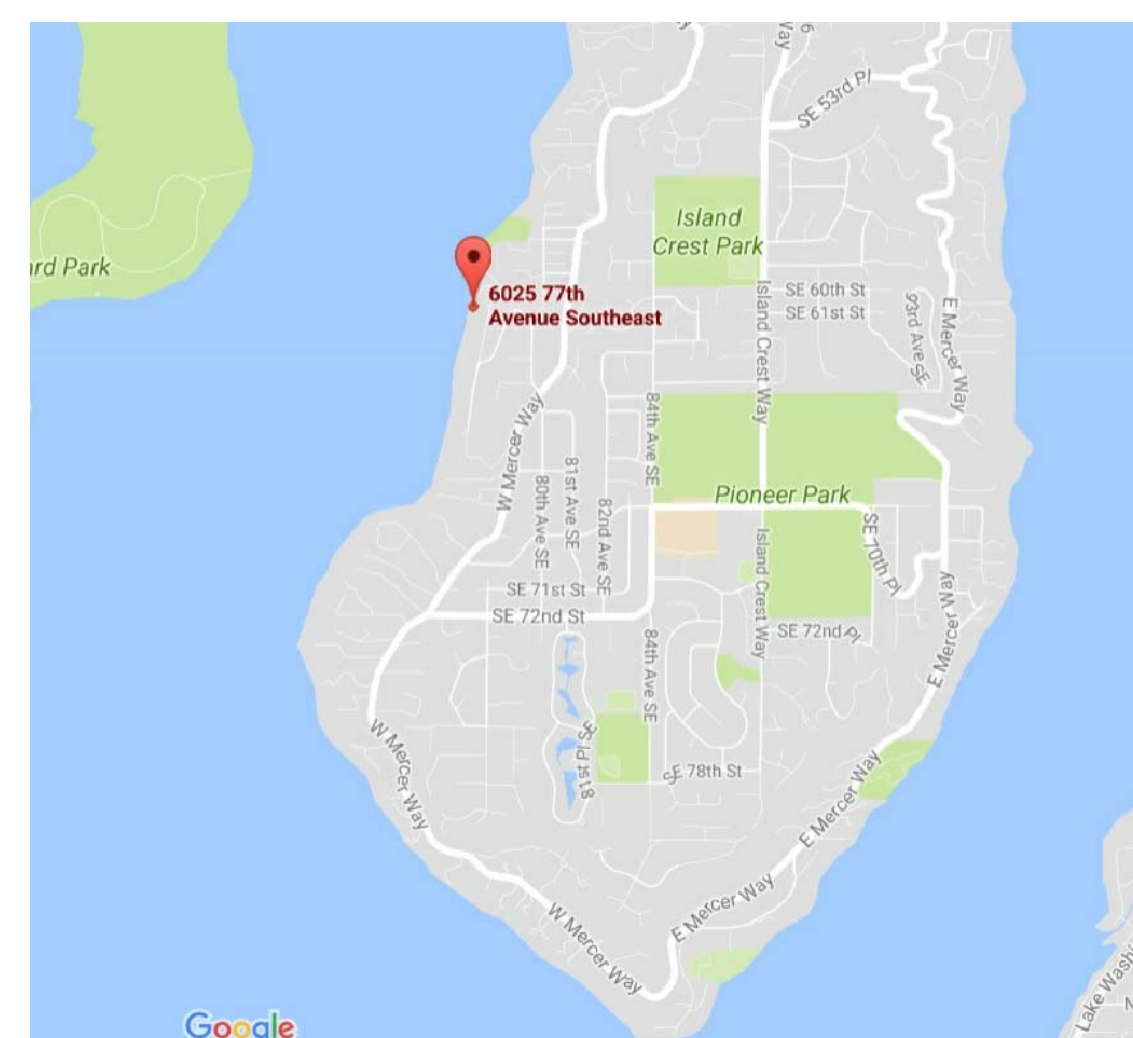 Way
SE 53rd Pl
Island
Crest Park
ard Park
6025 77th
Avenue Southeast
SE 60th St
SE 61st St
Island Crest Way
93rd Ave SE
E Mercer Way
W Mercer Way
84th Ave SE
81st Ave SE
80th Ave SE
82nd Ave SE
Pioneer Park
SE 70th Pl
Island Crest Way
SE 71st St
SE 72nd St
SE 72nd Pl
E Mercer Way
84th Ave SE
81st Pl SE
SE 78th St
W Mercer Way
E Mercer Way
E Mercer Way
W Mercer Way
Lake Washi
N
Google